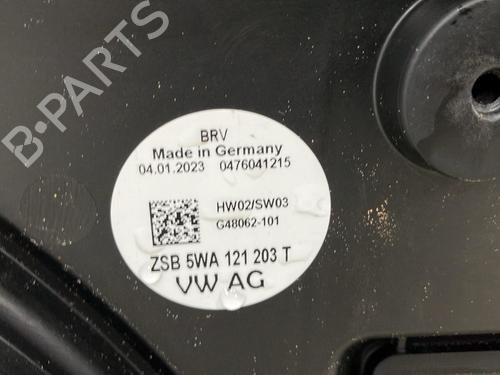 B-PARTS
BRV
Made in Germany
04.01.2023 0476041215
HW02/SW03
G48062-101
ZSB 5WA 121 203 T
VW AG